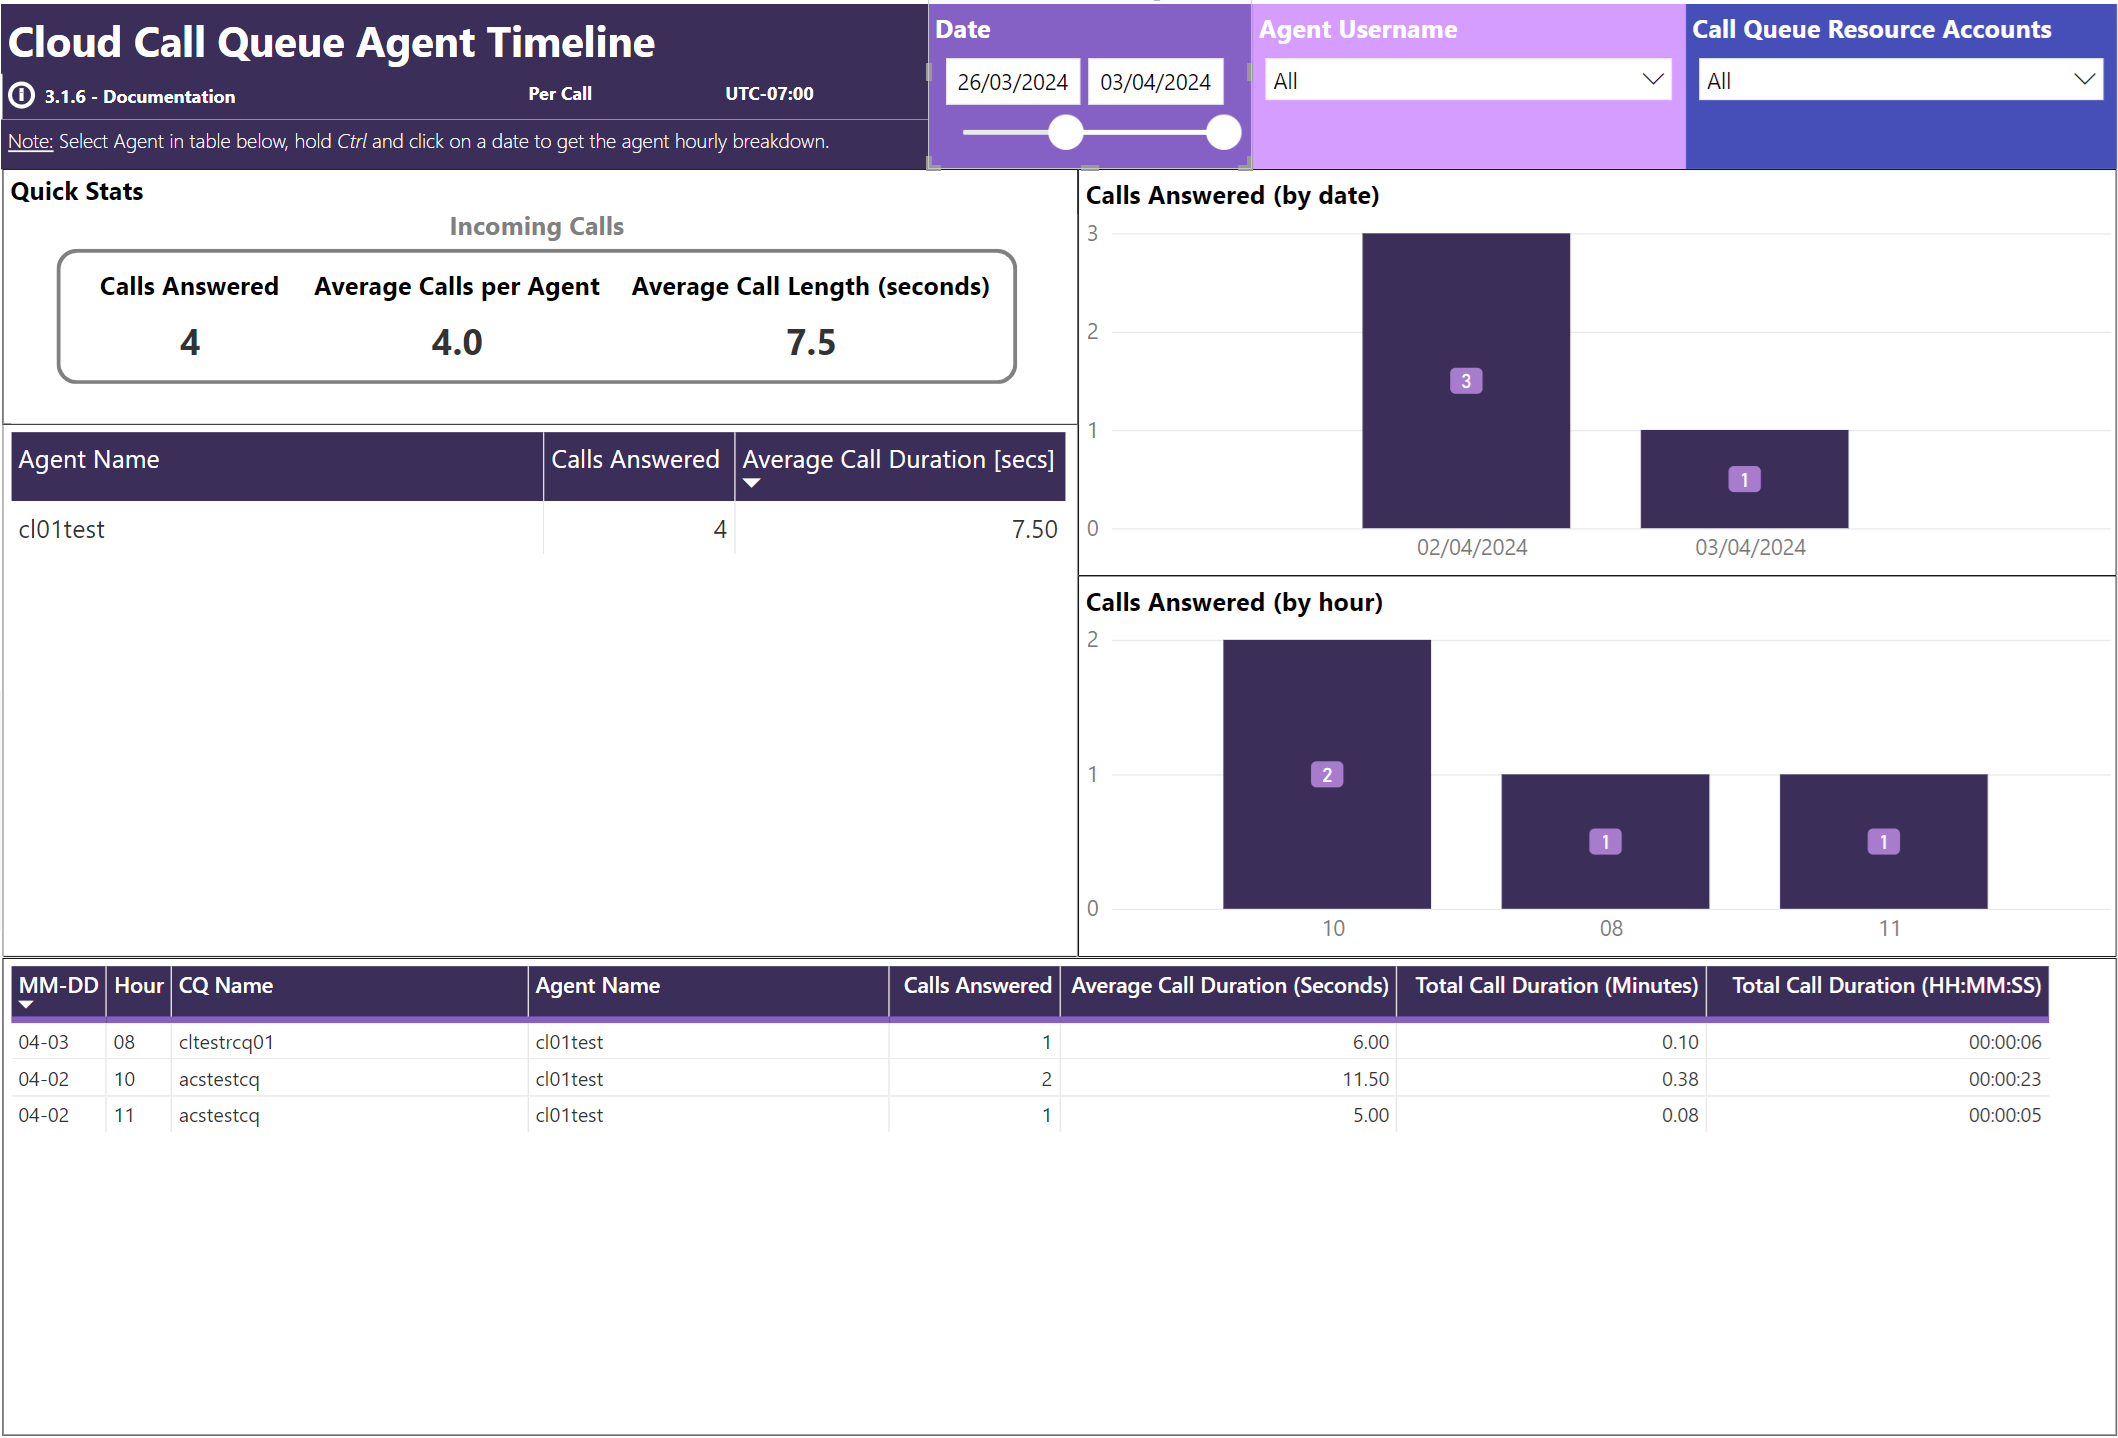 Cloud Call Queue Agent Timeline
3.1.6 - Documentation
Per Call
UTC-07:00
Note: Select Agent in table below, hold Ctrl and click on a date to get the agent hourly breakdown.
Date
26/03/2024
03/04/2024
Agent Username
All
Call Queue Resource Accounts
All
Quick Stats
Incoming Calls
Calls Answered Average Calls per Agent Average Call Length (seconds)
4 4.0 7.5
Agent Name Calls Answered Average Call Duration [secs]
cl01test 4 7.50
Calls Answered (by date)
3
2
1
0
3
1
02/04/2024 03/04/2024
Calls Answered (by hour)
2
1
0
2
1
1
10 08 11
MM-DD Hour CQ Name Agent Name Calls Answered Average Call Duration (Seconds) Total Call Duration (Minutes) Total Call Duration (HH:MM:SS)
04-03 08 cltestrcq01 cl01test 1 6.00 0.10 00:00:06
04-02 10 acstestcq cl01test 2 11.50 0.38 00:00:23
04-02 11 acstestcq cl01test 1 5.00 0.08 00:00:05